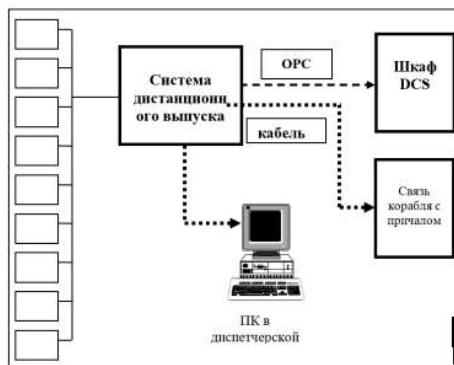 Система
дистанционн
ого выпуска
OPC
кабель
Шкаф
DCS
Связь
корабля с
причалом
ПК в
диспетчерской